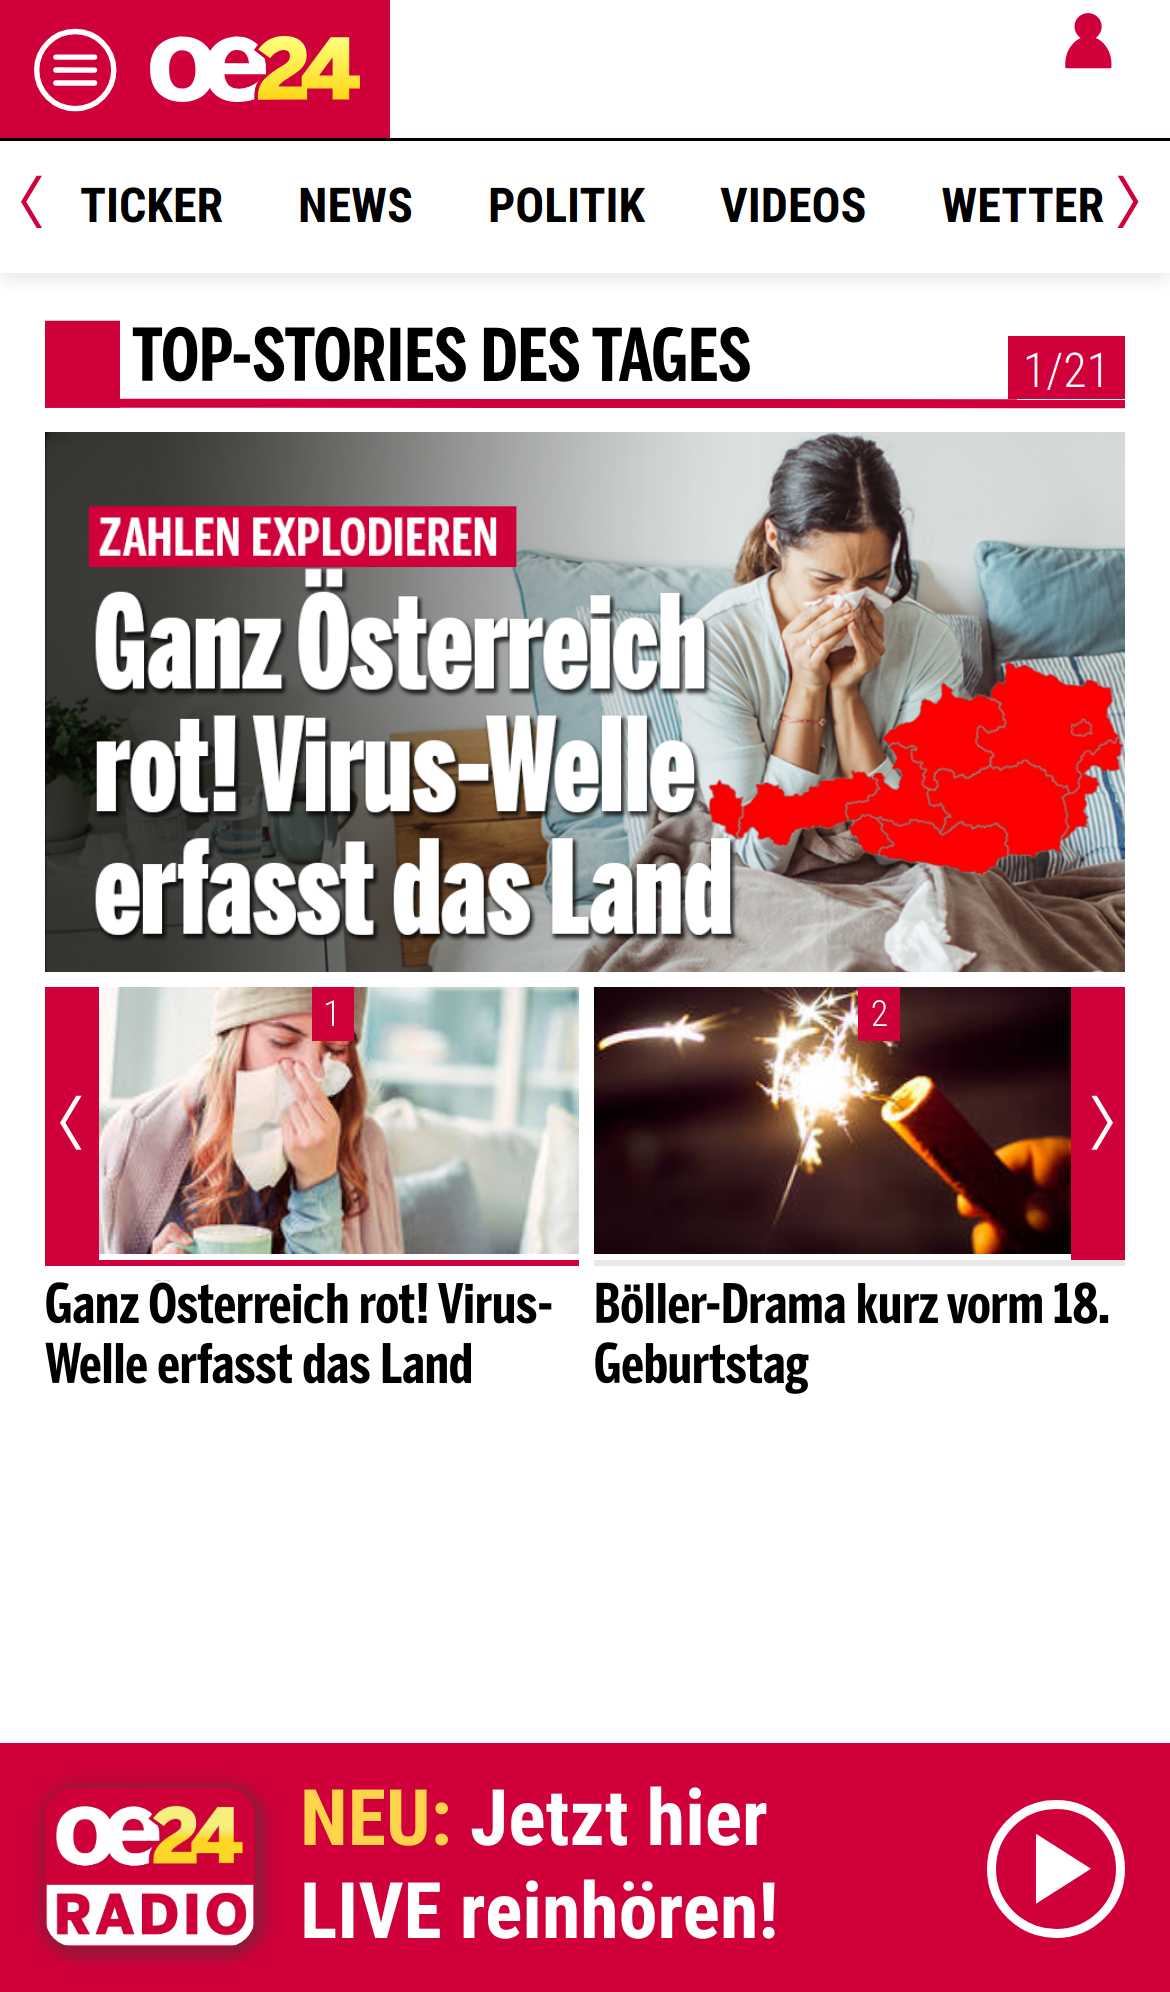 oe24
TICKER NEWS POLITIK VIDEOS WETTER
TOP-STORIES DES TAGES
1/21
ZAHLEN EXPLODIEREN
Ganz Österreich
rot! Virus-Welle
erfasst das Land
1
2
Ganz Österreich rot! Virus-
Welle erfasst das Land
Böller-Drama kurz vorm 18.
Geburtstag
oe24
RADIO
NEU: Jetzt hier
LIVE reinhören!